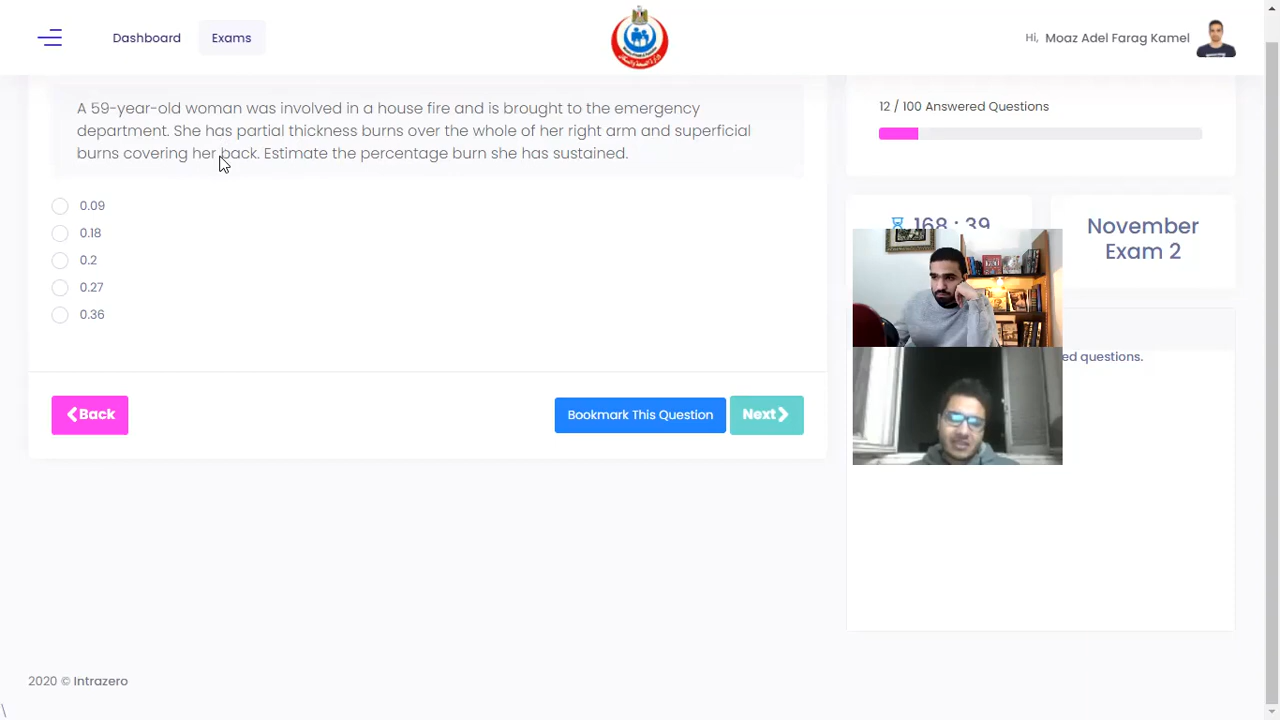 Dashboard
Exams
Hi, Moaz Adel Farag Kamel
A 59-year-old woman was involved in a house fire and is brought to the emergency
department. She has partial thickness burns over the whole of her right arm and superficial
burns covering her back. Estimate the percentage burn she has sustained.
0.09
0.18
0.2
0.27
0.36
Back
Bookmark This Question
Next
12 / 100 Answered Questions
168 : 39
November
Exam 2
ed questions.
2020 © Intrazero
\